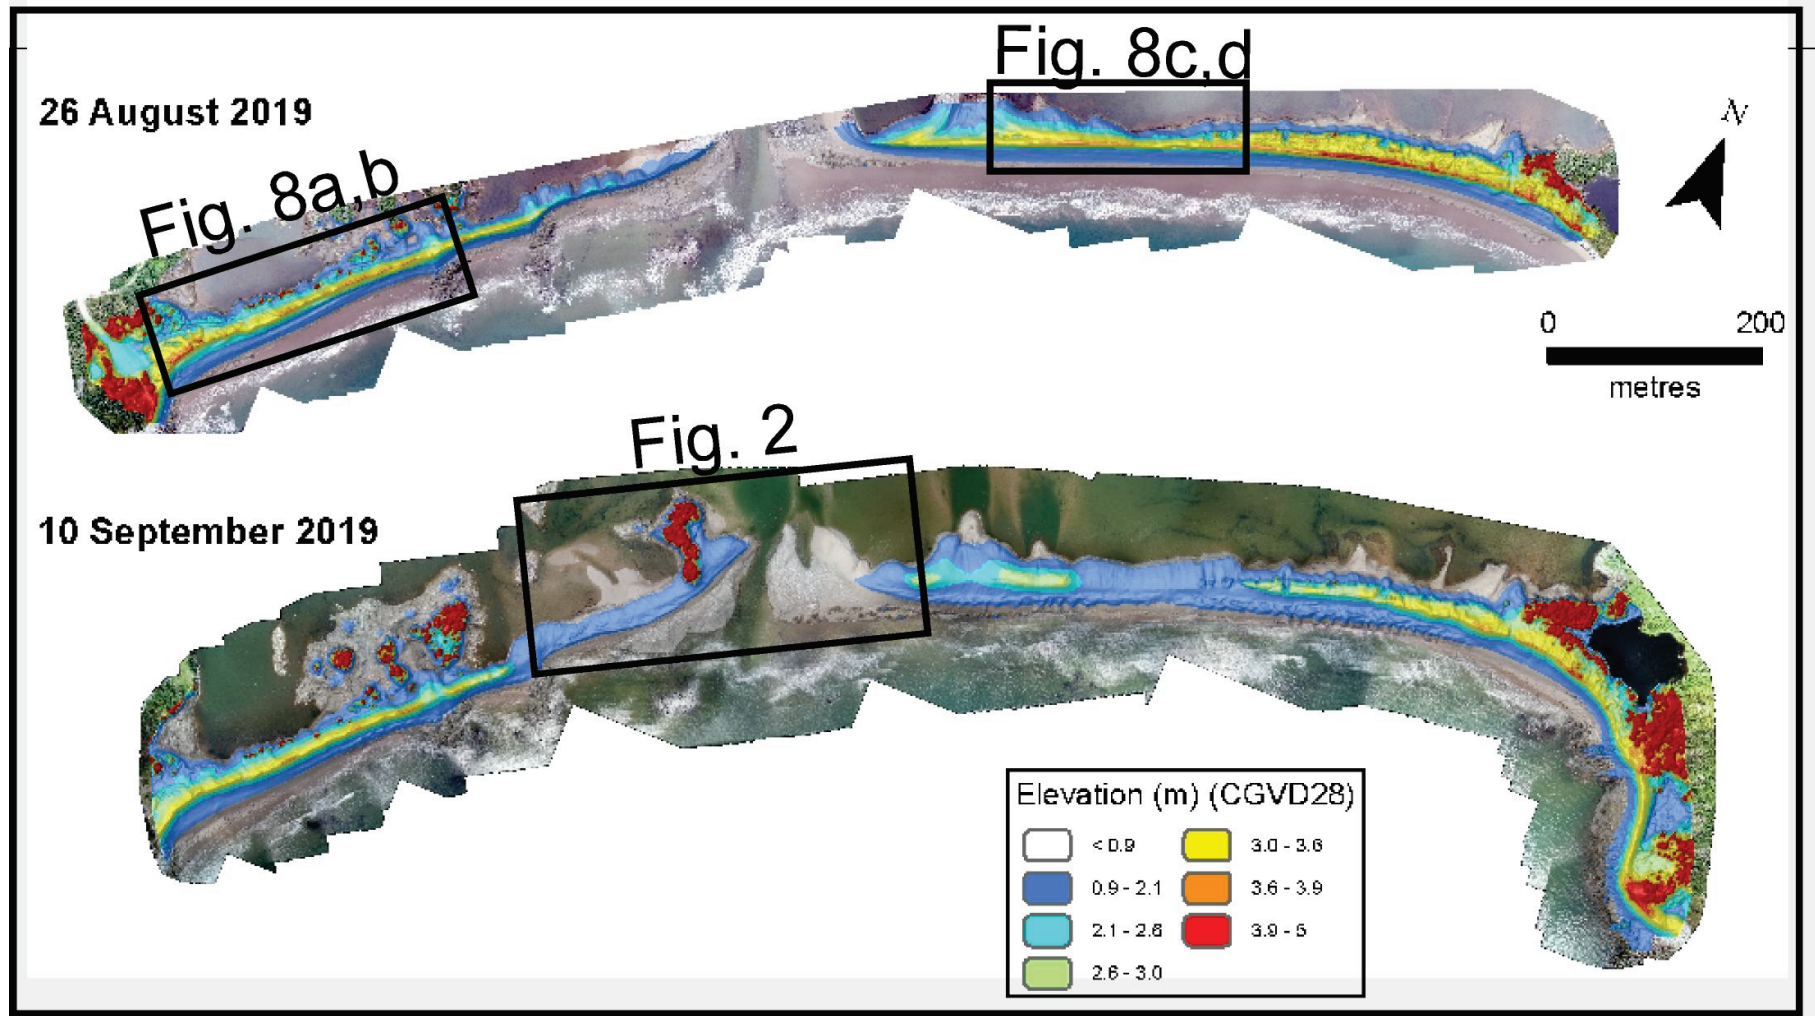 Fig. 8c,d
26 August 2019
N
Fig. 8a,b
0 200
metres
Fig. 2
10 September 2019
Elevation (m) (CGVD28)
< 0.9 3.0 - 3.6
0.9 - 2.1 3.6 - 3.9
2.1 - 2.6 3.9 - 5
2.6 - 3.0